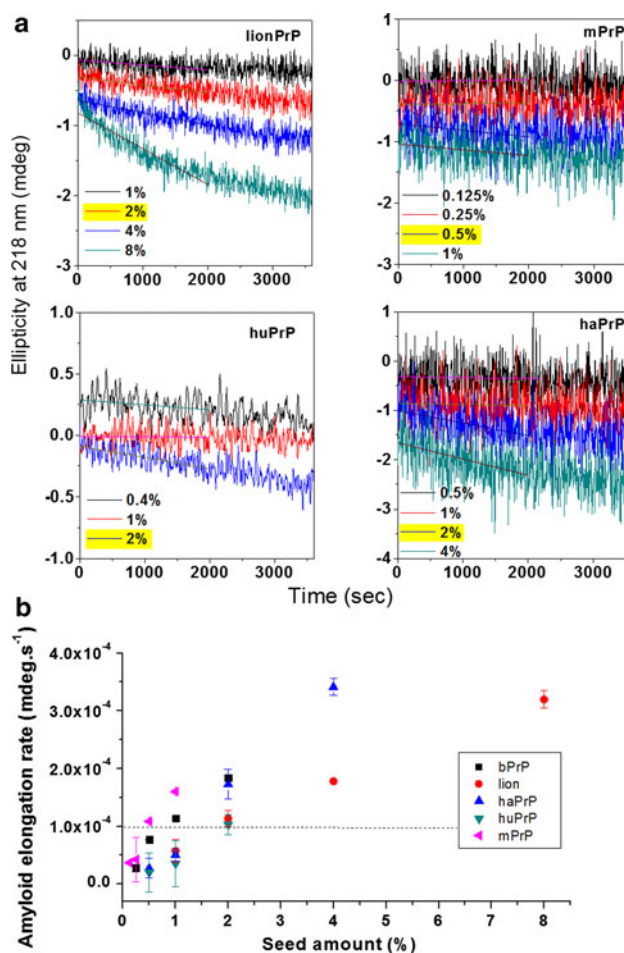 a
lionPrP
mPrP
Ellipticity at 218 nm (mdeg)
0
-1
-2
-3
0 1000 2000 3000
1%
2%
4%
8%
1
0
-1
-2
-3
0 1000 2000 3000
0.125%
0.25%
0.5%
1%
huPrP
haPrP
1.0
0.5
0.0
-0.5
-1.0
0 1000 2000 3000
0.4%
1%
2%
1
0
-1
-2
-3
-4
0 1000 2000 3000
0.5%
1%
2%
4%
Time (sec)
b
Amyloid elongation rate (mdeg.s⁻¹)
4.0x10⁻⁴
3.0x10⁻⁴
2.0x10⁻⁴
1.0x10⁻⁴
0.0
0 1 2 3 4 5 6 7 8
Seed amount (%)
bPrP
lion
haPrP
huPrP
mPrP